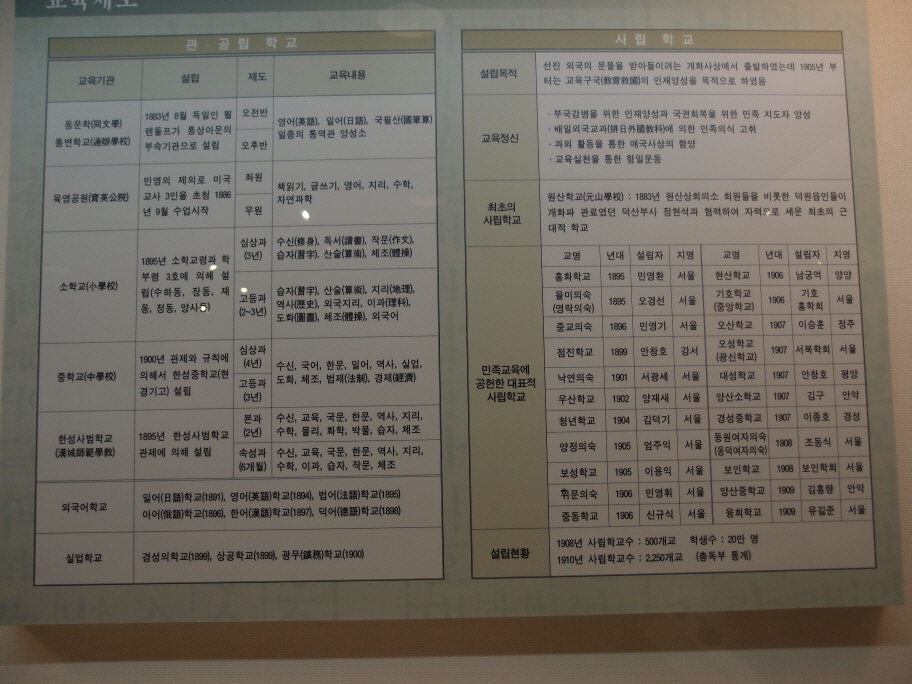 교육제도
관·공립 학교
교육기관 설립 제도 교육내용
동문학(同文學)
통변학교(通辯學校)
1883년 8월 독일인 묄
렌돌프가 통상아문의
부속기관으로 설립
오전반
오후반
영어(英語), 일어(日語), 국필산(國筆算)
일종의 통역관 양성소
육영공원(育英公院)
민영의 제의로 미국
교사 3인을 초청 1886
년 9월 수업시작
좌원
우원
책읽기, 글쓰기, 영어, 지리, 수학,
자연과학
소학교(小學校)
1895년 소학교령과 학
부령 3호에 의해 설
립(수하동, 장동, 재
동, 정동, 양사동)
심상과
(3년)
수신(修身), 독서(讀書), 작문(作文),
습자(習字), 산술(算術), 체조(體操)
고등과
(2~3년)
습자(習字), 산술(算術), 지리(地理),
역사(歷史), 외국지리, 이과(理科),
도화(圖畫), 체조(體操), 외국어
중학교(中學校)
1900년 관제와 규칙에
의해서 한성중학교(현
경기고) 설립
심상과
(4년)
고등과
(3년)
수신, 국어, 한문, 일어, 역사, 실업,
도화, 체조, 법제(法制), 경제(經濟)
한성사범학교
(漢城師範學敎)
1895년 한성사범학교
관제에 의해 설립
본과
(2년)
수신, 교육, 국문, 한문, 역사, 지리,
수학, 물리, 화학, 박물, 습자, 체조
속성과
(6개월)
수신, 교육, 국문, 한문, 역사, 지리,
수학, 이과, 습자, 작문, 체조
외국어학교
일어(日語)학교(1891), 영어(英語)학교(1894), 법어(法語)학교(1895)
아어(俄語)학교(1896), 한어(漢語)학교(1897), 덕어(德語)학교(1898)
실업학교
경성의학교(1899), 상공학교(1899), 광무(鑛務)학교(1900)
사립 학교
설립목적
선진 외국의 문물을 받아들이려는 개화사상에서 출발하였는데 1905년 부
터는 교육구국(敎育救國)의 인재양성을 목적으로 하였음
교육정신
· 부국강병을 위한 인재양성과 국권회복을 위한 민족 지도자 양성
· 배일외국교과(排日外國敎科)에 의한 민족의식 고취
· 과외 활동을 통한 애국사상의 함양
· 교육실천을 통한 항일운동
최초의
사립학교
원산학교(元山學校) : 1883년 원산상회의소 회원들을 비롯한 덕원읍민들이
개화파 관료였던 덕산부사 정현석과 협력하여 자력으로 세운 최초의 근
대적 학교
민족교육에
공헌한 대표적
사립학교
교명 년대 설립자 지명 교명 년대 설립자 지명
흥화학교 1895 민영환 서울 현산학교 1906 남궁억 양양
을미의숙
(영락의숙) 1895 오경선 서울 기호학교
(중앙학교) 1906 기호
흥학회 서울
중교의숙 1896 민영기 서울 오산학교 1907 이승훈 정주
점진학교 1899 안창호 강서 오성학교
(광신학교) 1907 서북학회 서울
낙연의숙 1901 서광세 서울 대성학교 1907 안창호 평양
우산학교 1902 양재새 서울 양산소학교 1907 김구 안악
청년학교 1904 김덕기 서울 경성중학교 1907 이종호 경성
양정의숙 1905 엄주익 서울 동원여자의숙
(동덕여자의숙) 1908 조동식 서울
보성학교 1905 이용익 서울 보인학교 1908 보인학회 서울
휘문의숙 1906 민영휘 서울 양산중학교 1909 김홍량 안악
중동학교 1906 신규식 서울 융희학교 1909 유길준 서울
설립현황
1908년 사립학교수 : 500개교 학생수 : 20만 명
1910년 사립학교수 : 2,250개교 (총독부 통계)